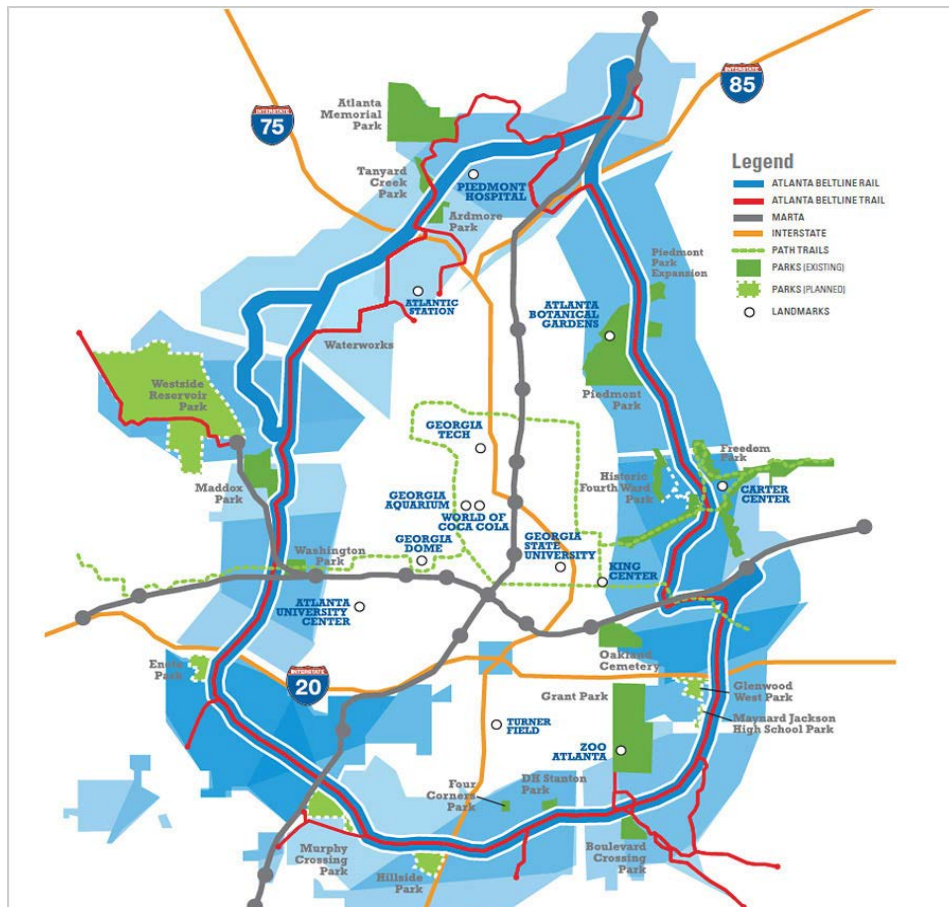 INTERSTATE
85
INTERSTATE
75
Atlanta
Memorial
Park
Tanyard
Creek
Park
PIEDMONT
HOSPITAL
Ardmore
Park
Legend
ATLANTA BELTLINE RAIL
ATLANTA BELTLINE TRAIL
MARTA
INTERSTATE
PATH TRAILS
PARKS (EXISTING)
PARKS (PLANNED)
LANDMARKS
Piedmont
Park
Expansion
ATLANTIC
STATION
ATLANTA
BOTANICAL
GARDENS
Waterworks
Westside
Reservoir
Park
Piedmont
Park
GEORGIA
TECH
Freedom
Park
Historic
Fourth Ward
Park
CARTER
CENTER
Maddox
Park
GEORGIA
AQUARIUM
WORLD OF
COCA COLA
GEORGIA
DOME
GEORGIA
STATE
UNIVERSITY
Washington
Park
KING
CENTER
ATLANTA
UNIVERSITY
CENTER
Oakland
Cemetery
Enota
Park
INTERSTATE
20
Grant Park
Glenwood
West Park
Maynard Jackson
High School Park
TURNER
FIELD
ZOO
ATLANTA
Four
Corners
Park
DH Stanton
Park
Murphy
Crossing
Park
Hillside
Park
Boulevard
Crossing
Park